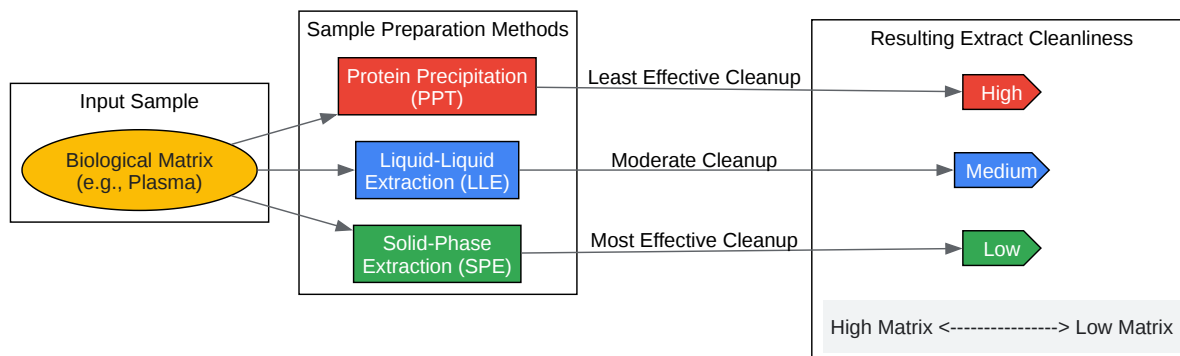 Input Sample
Biological Matrix
(e.g., Plasma)
Sample Preparation Methods
Protein Precipitation
(PPT)
Liquid-Liquid
Extraction (LLE)
Solid-Phase
Extraction (SPE)
Least Effective Cleanup
Moderate Cleanup
Most Effective Cleanup
Resulting Extract Cleanliness
High
Medium
Low
High Matrix <----------------> Low Matrix